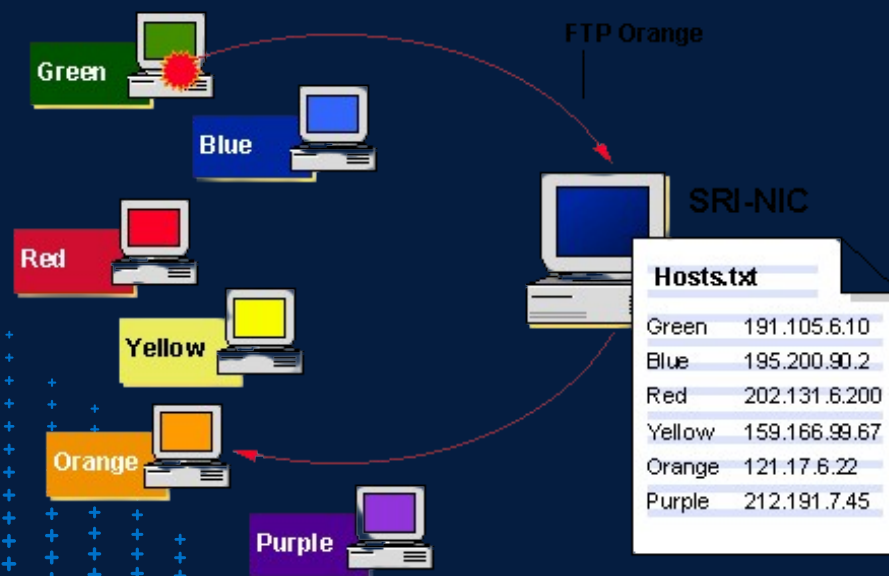 FTP Orange
Green
Blue
SRI-NIC
Red
Yellow
Orange
Purple
Hosts.txt
Green 191.105.6.10
Blue 195.200.90.2
Red 202.131.6.200
Yellow 159.166.99.67
Orange 121.17.6.22
Purple 212.191.7.45